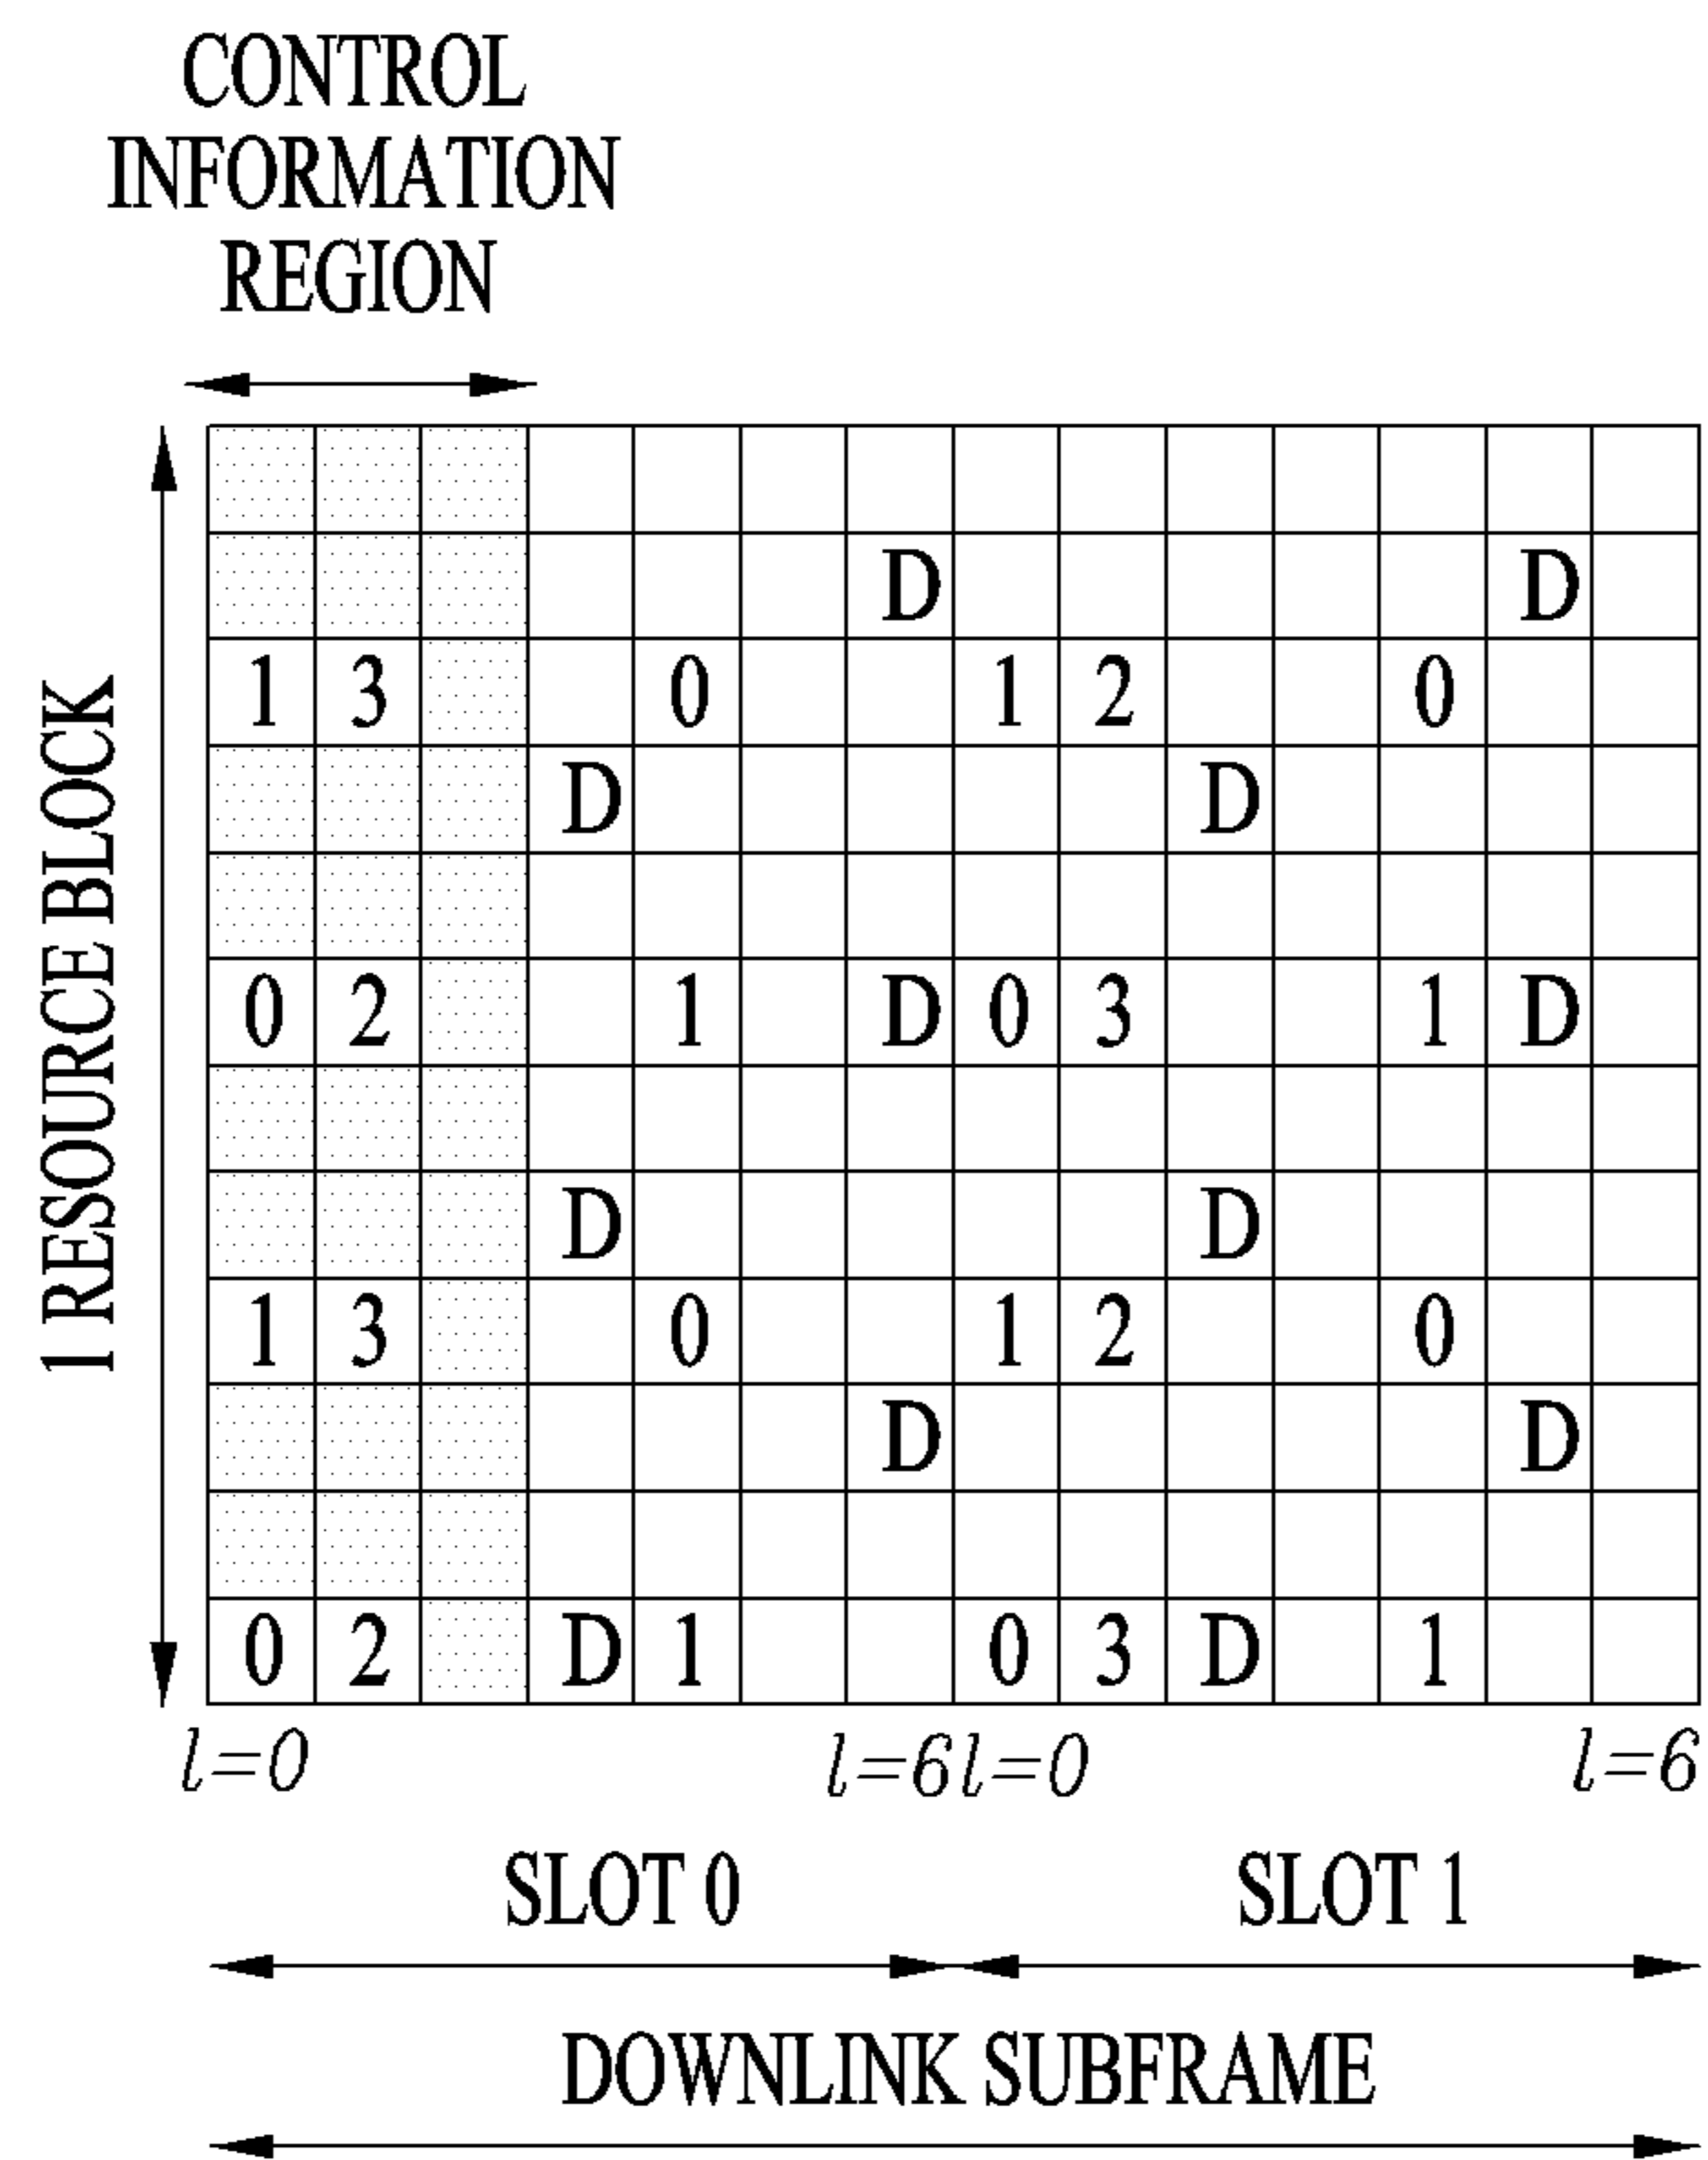 CONTROL
INFORMATION
REGION
1 RESOURCE BLOCK
D D
1 3 0 1 2 0
D D
0 2 1 D 0 3 1 D
D D
1 3 0 1 2 0
D D
0 2 D 1 0 3 D 1
l=0 l=6 l=0 l=6
SLOT 0 SLOT 1
DOWNLINK SUBFRAME